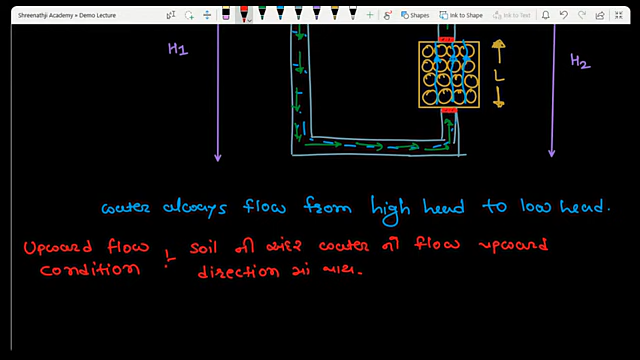 Shreenathji Academy + Demo Lecture
Shapes
Ink to Shape
Ink to Text
H1
L
H2
water always flow from high head to low head.
Upward flow condition :- soil ની અંદર water નો flow upward
direction માં થાય.